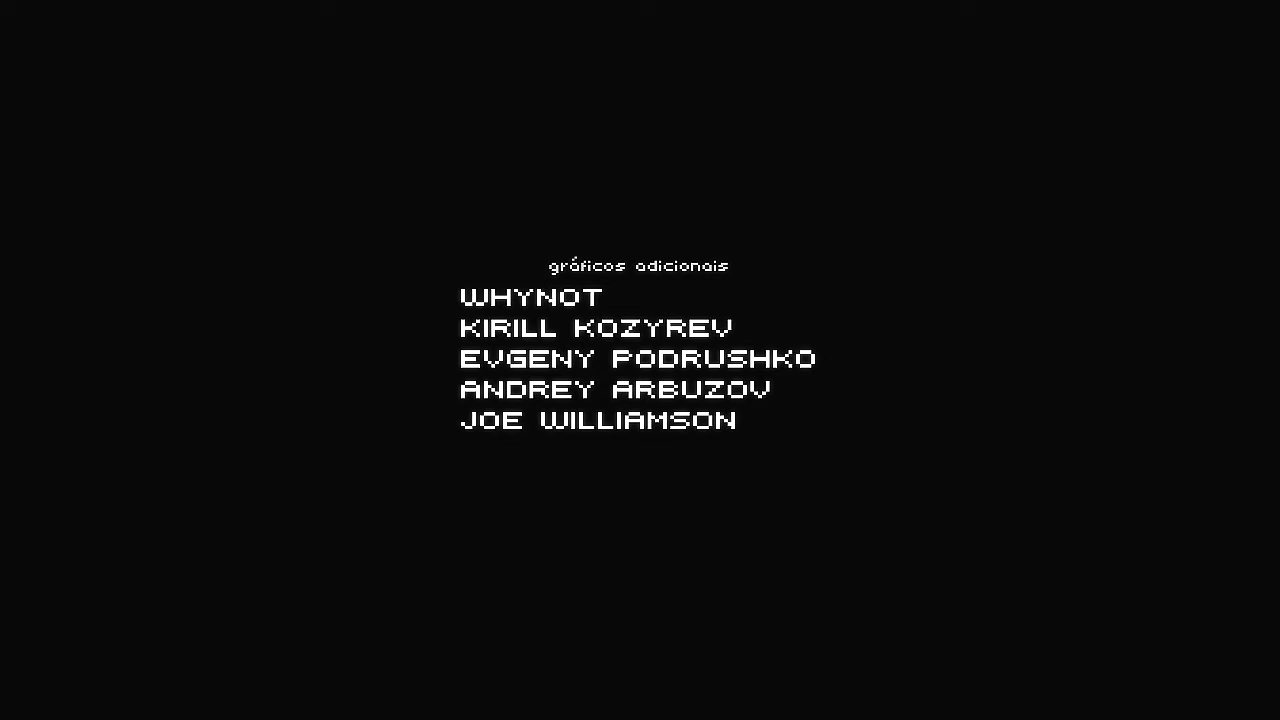 gráficos adicionais
WHYNOT
KIRILL KOZYREV
EVGENY PODRUSHKO
ANDREY ARBUZOV
JOE WILLIAMSON